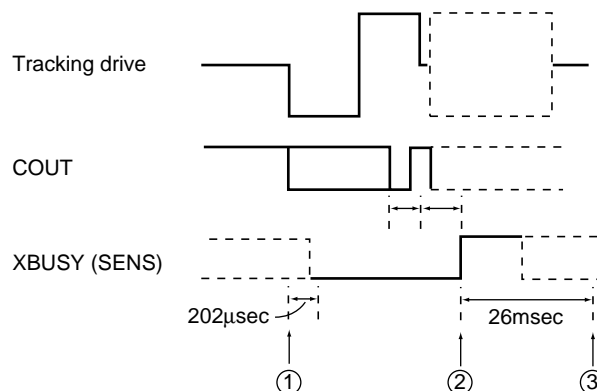 Tracking drive
COUT
XBUSY (SENS)
202μsec
26msec
① ② ③